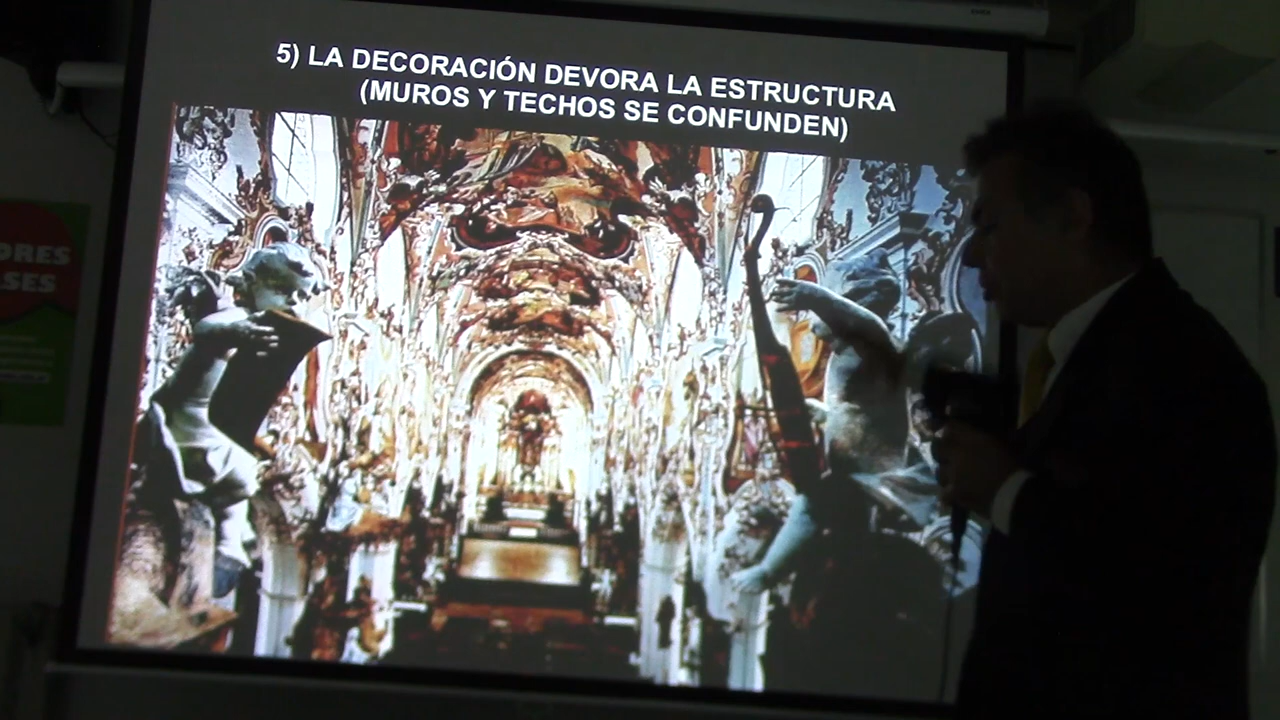 5) LA DECORACIÓN DEVORA LA ESTRUCTURA
(MUROS Y TECHOS SE CONFUNDEN)